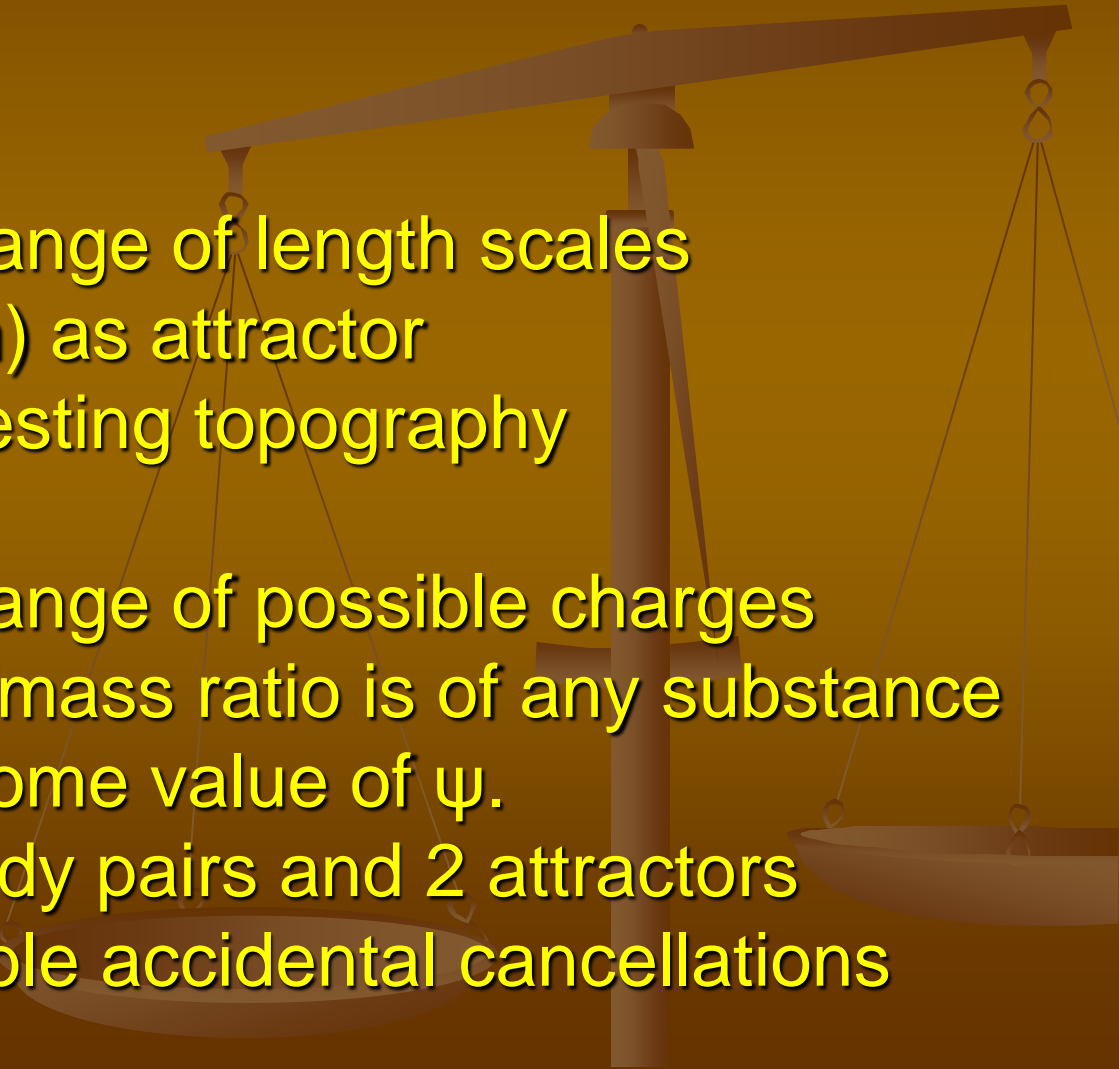 ange of length scales
) as attractor
esting topography
ange of possible charges
mass ratio is of any substance
ome value of ψ.
dy pairs and 2 attractors
ble accidental cancellations